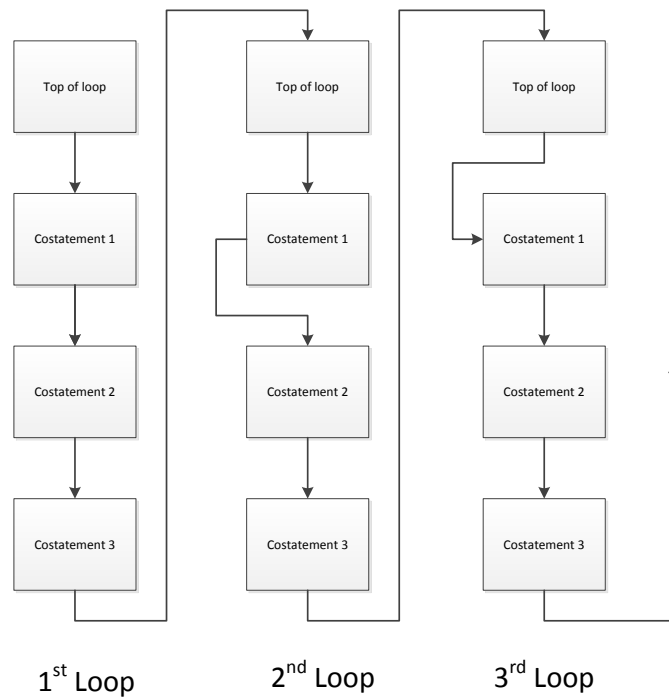 Top of loop
Costatement 1
Costatement 2
Costatement 3
1st Loop
Top of loop
Costatement 1
Costatement 2
Costatement 3
2nd Loop
Top of loop
Costatement 1
Costatement 2
Costatement 3
3rd Loop